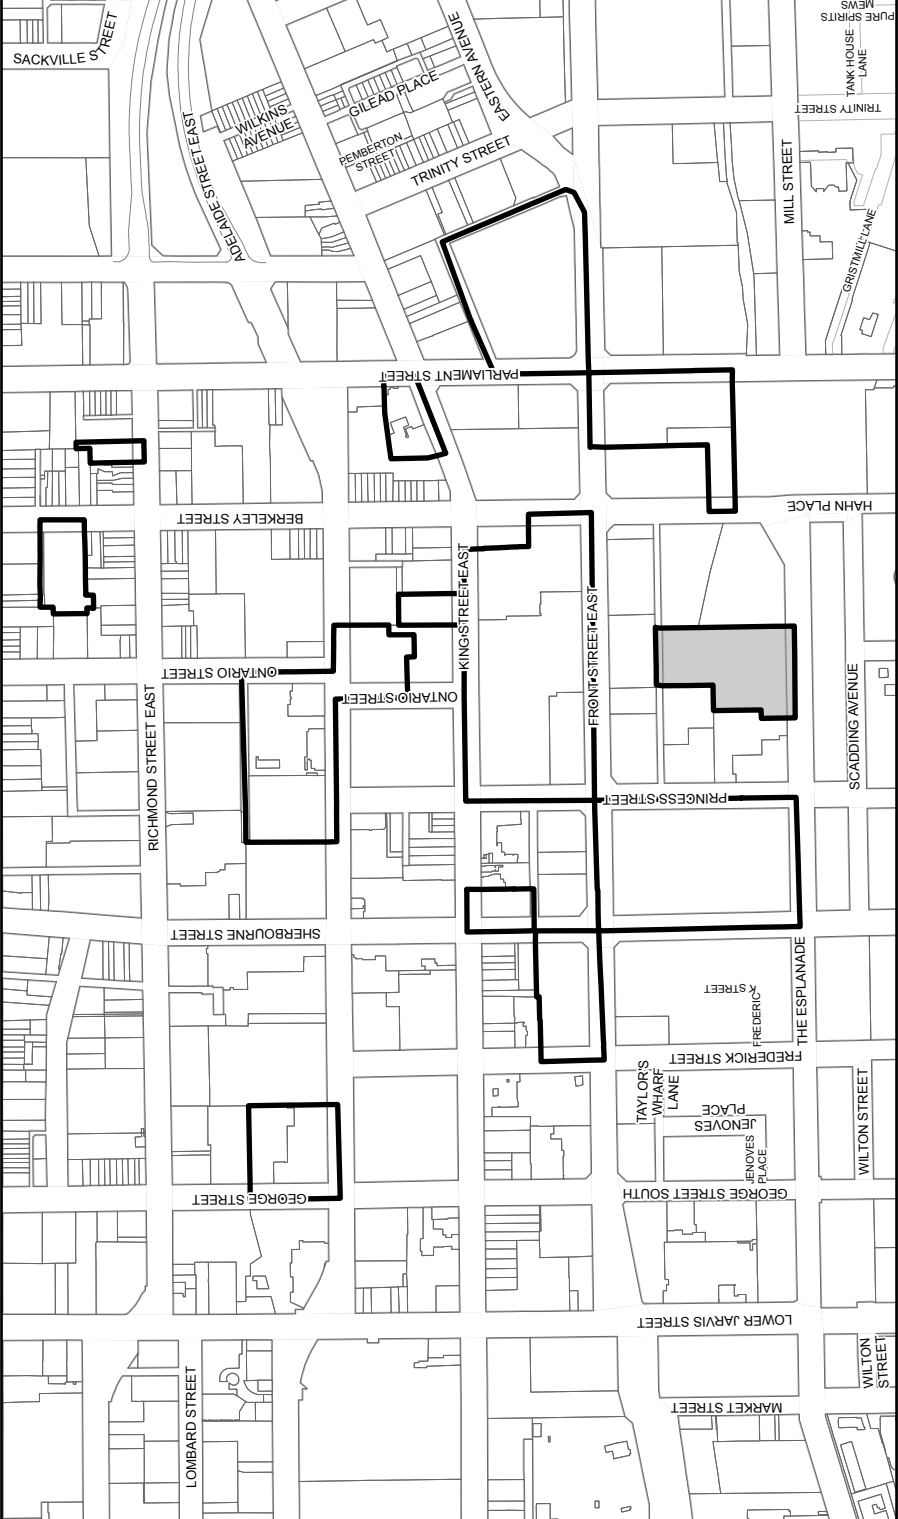 PURE SPIRITS
MEWS
SACKVILLE STREET
TANK HOUSE
LANE
EASTERN AVENUE
GILEAD PLACE
WILKINS
AVENUE
TRINITY STREET
PEMBERTON
STREET
TRINITY STREET
ADELAIDE STREET EAST
MILL STREET
GRISTMILL LANE
PARLIAMENT STREET
HAHN PLACE
BERKELEY STREET
KING STREET EAST
FRONT STREET EAST
ONTARIO STREET
ONTARIO STREET
RICHMOND STREET EAST
SCADDING AVENUE
PRINCESS STREET
SHERBOURNE STREET
THE ESPLANADE
K STREET
FREDERIC
FREDERICK STREET
TAYLOR'S
WHARF
LANE
WILTON STREET
JENOVES
PLACE
JENOVES
PLACE
GEORGE STREET
GEORGE STREET SOUTH
LOWER JARVIS STREET
WILTON
STREET
LOMBARD STREET
MARKET STREET